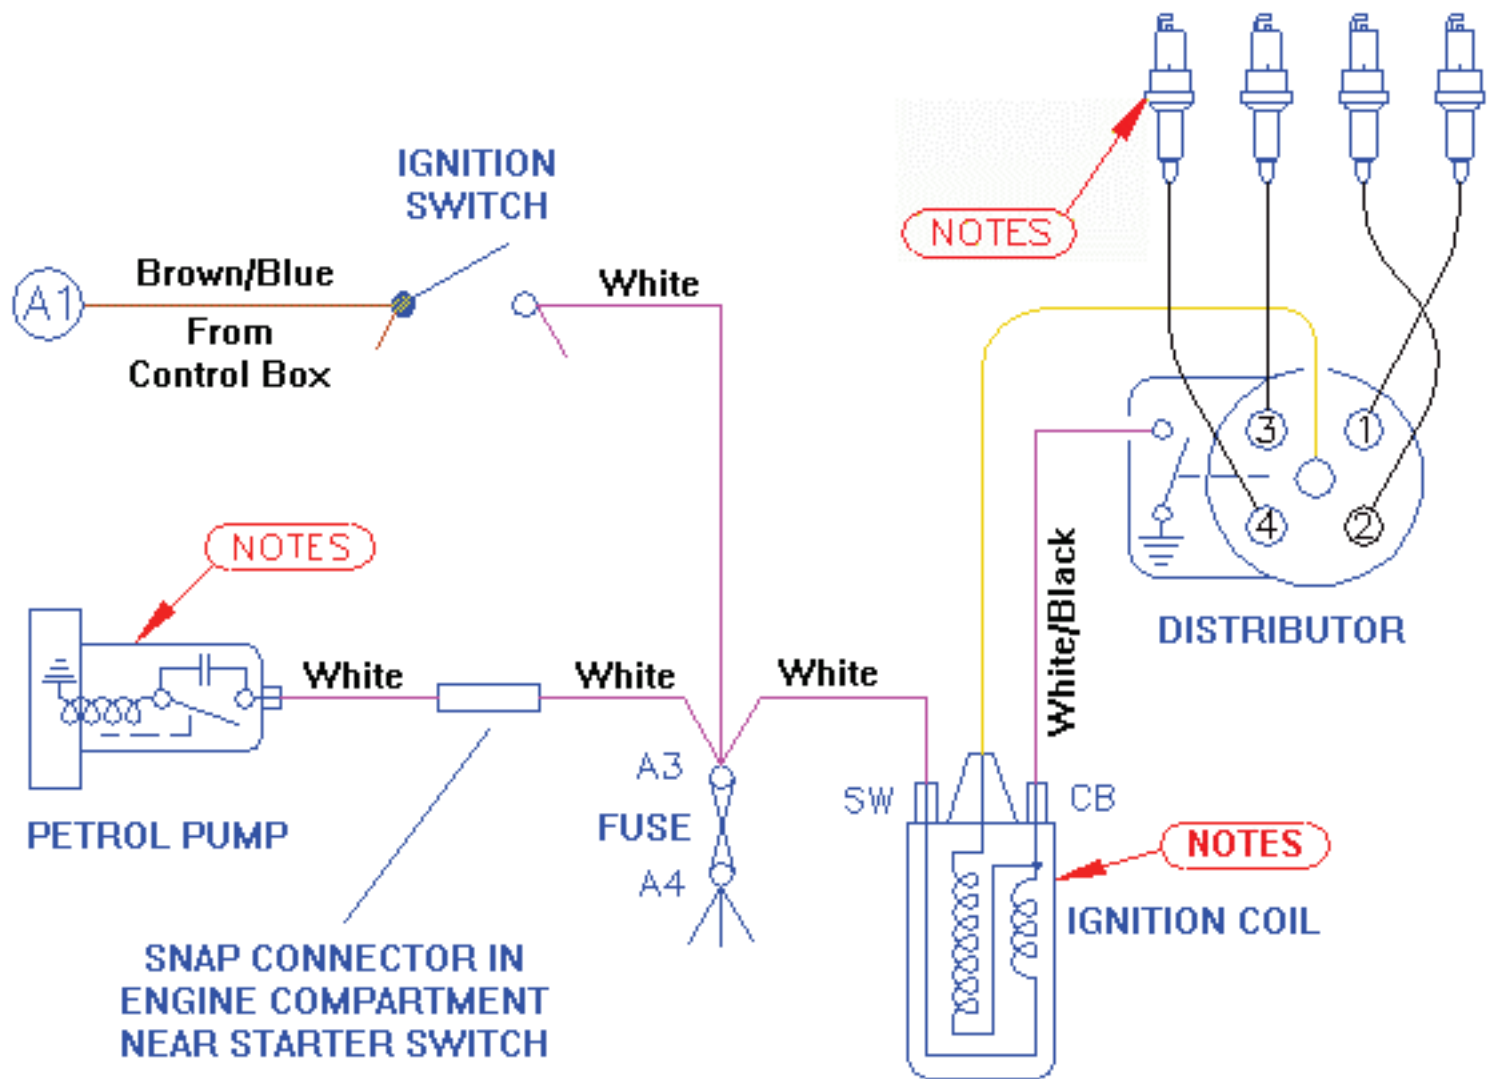 NOTES
IGNITION
SWITCH
A1
Brown/Blue
From
Control Box
White
3
1
4
2
DISTRIBUTOR
NOTES
White
White
White
White/Black
PETROL PUMP
A3
FUSE
A4
SW
CB
NOTES
IGNITION COIL
SNAP CONNECTOR IN
ENGINE COMPARTMENT
NEAR STARTER SWITCH